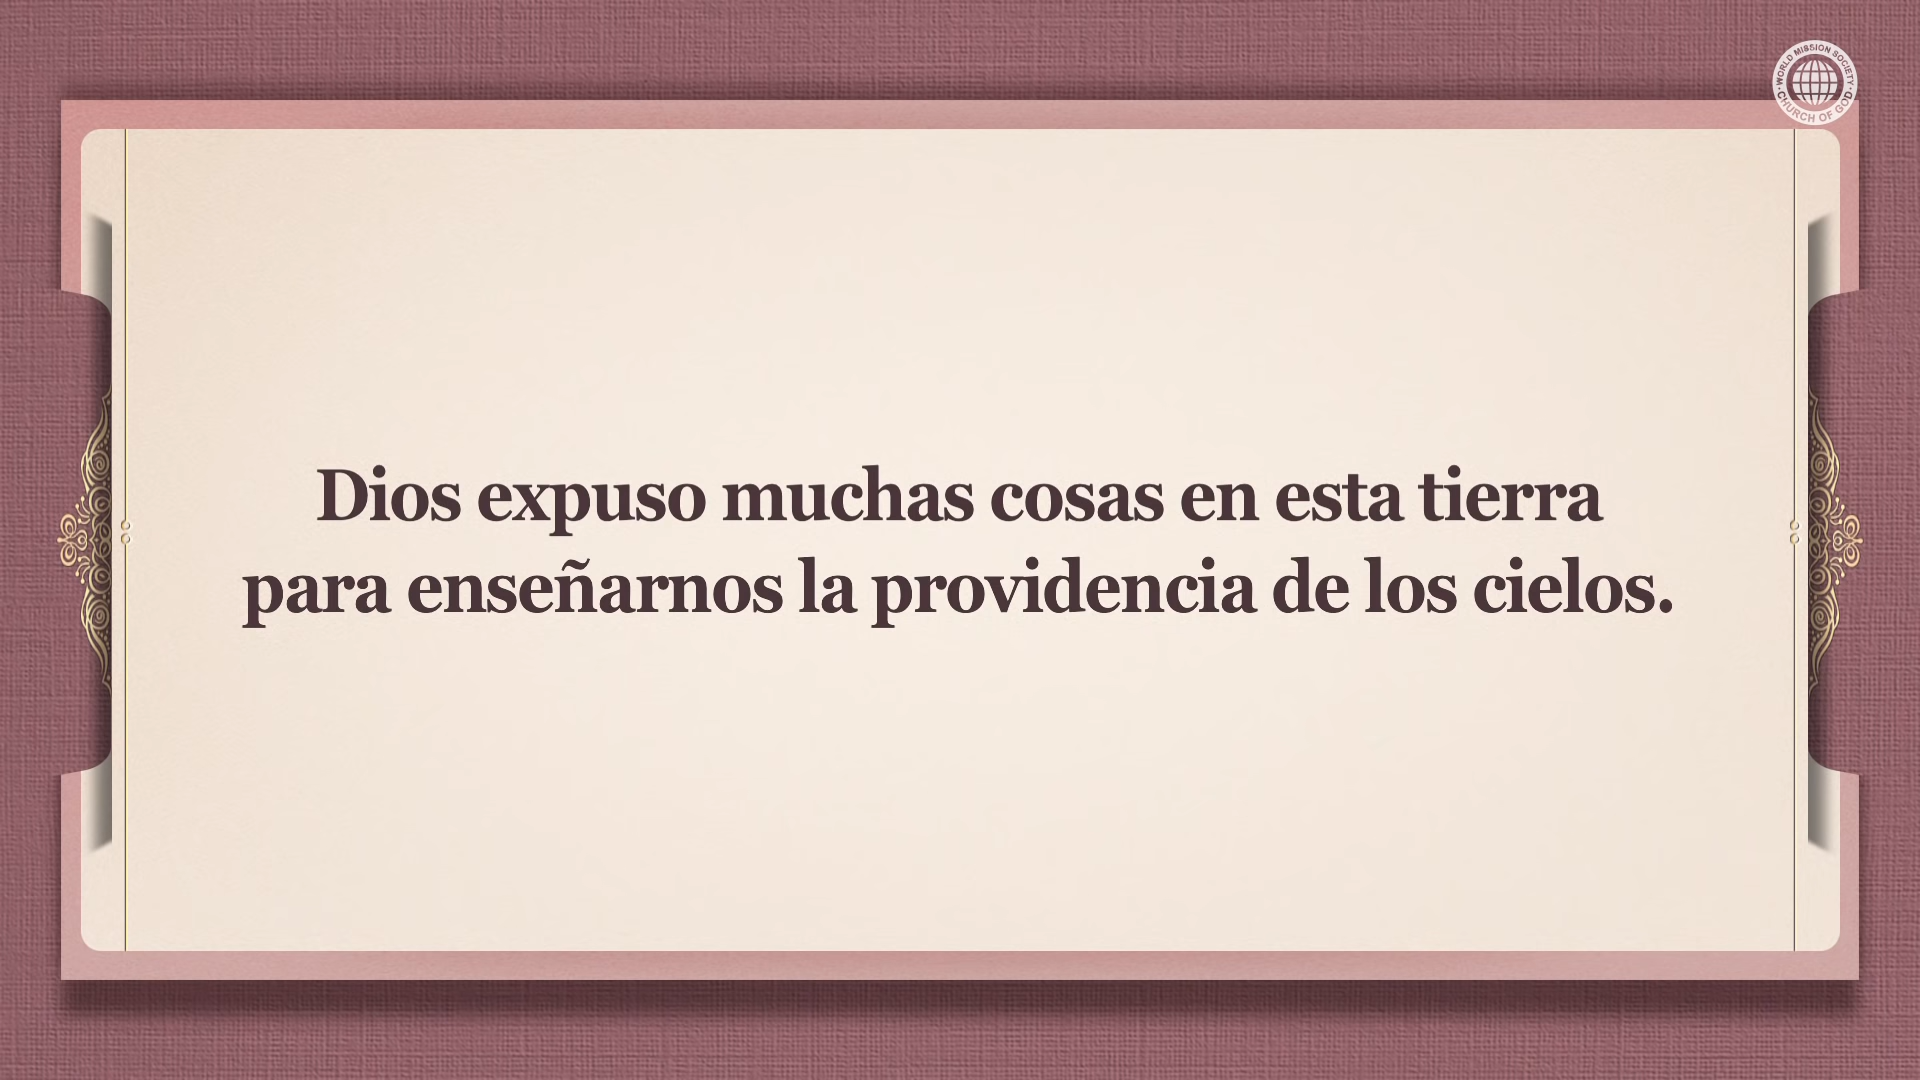 WORLD MISSION SOCIETY
CHURCH OF GOD
Dios expuso muchas cosas en esta tierra
para enseñarnos la providencia de los cielos.